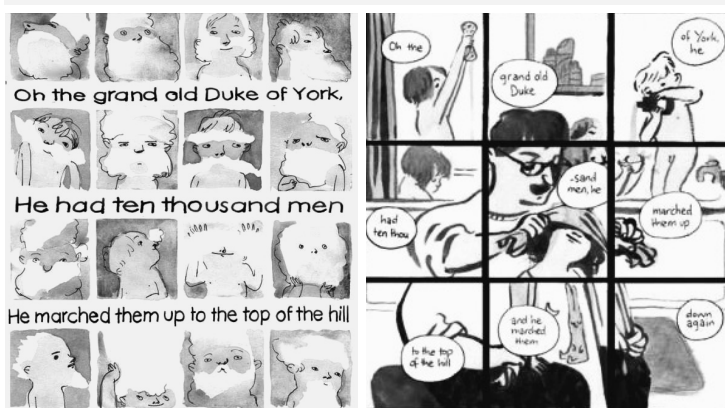 Oh the grand old Duke of York,
He had ten thousand men
He marched them up to the top of the hill
Oh the
grand old
Duke
of York,
he
had
ten thou
-sand
men, he
marched
them up
to the top
of the hill
and he
marched
them
down
again